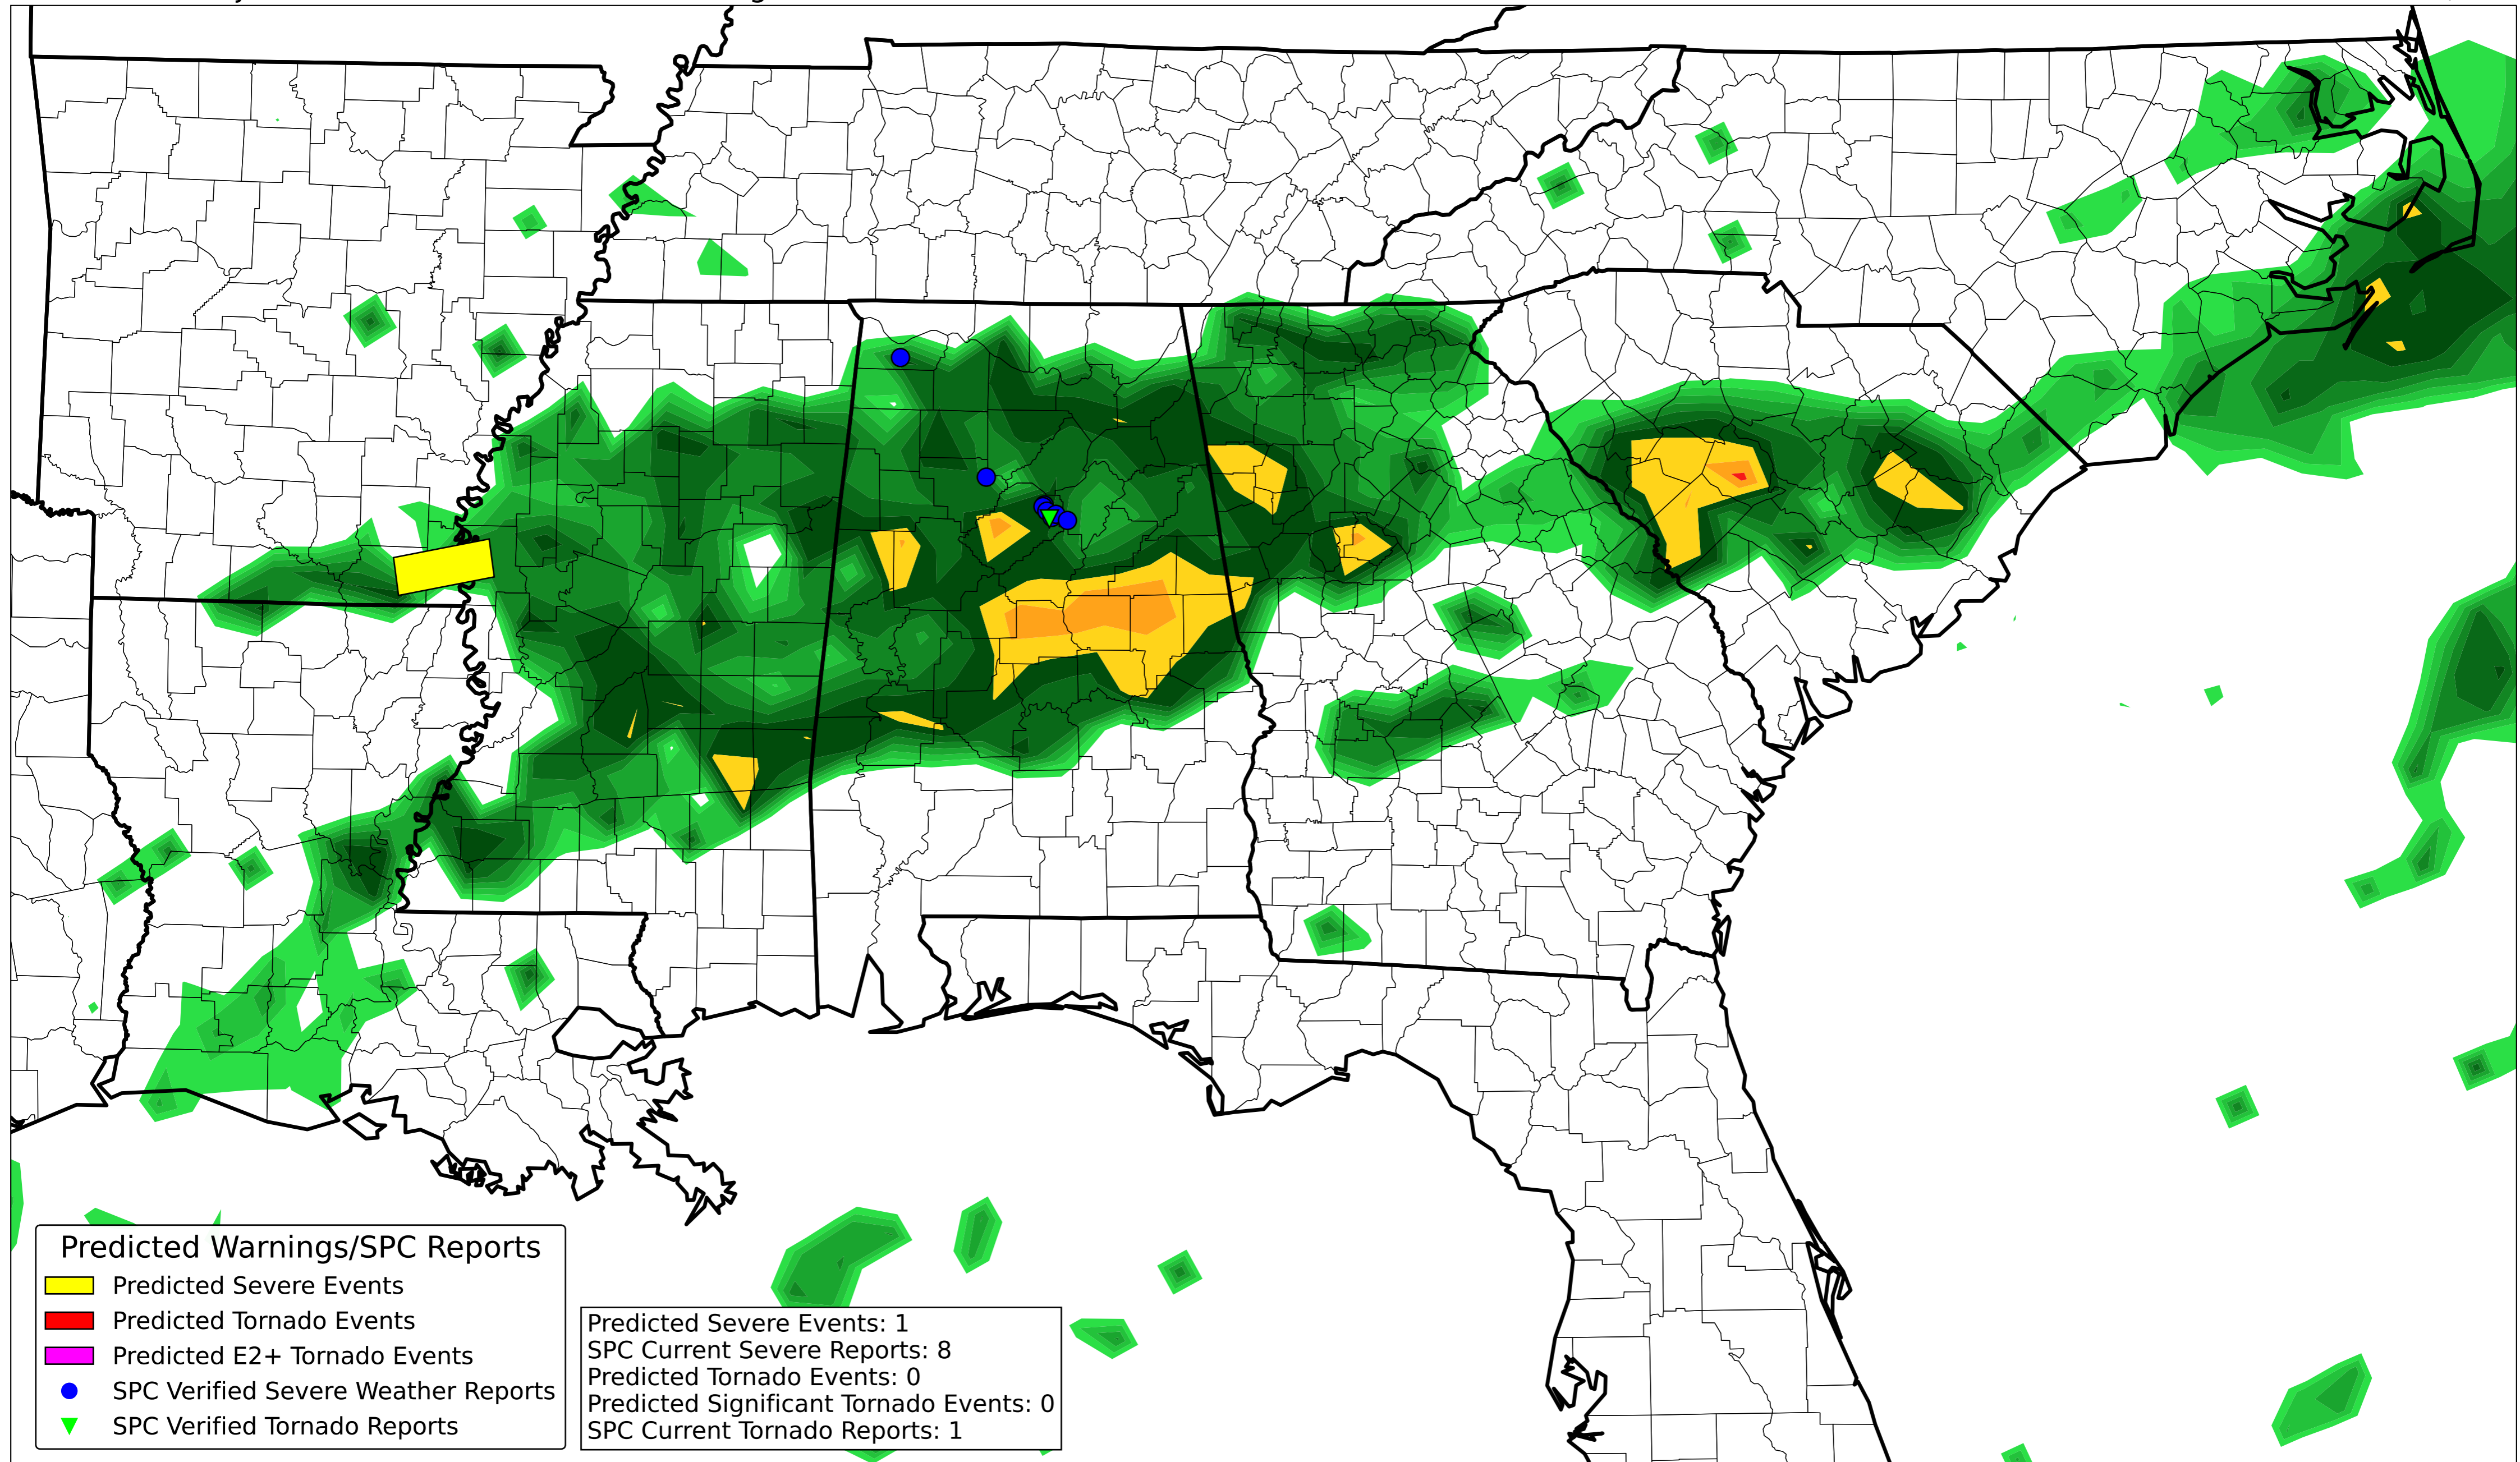 Predicted Warnings/SPC Reports
Predicted Severe Events
Predicted Tornado Events
Predicted E2+ Tornado Events
SPC Verified Severe Weather Reports
SPC Verified Tornado Reports
Predicted Severe Events: 1
SPC Current Severe Reports: 8
Predicted Tornado Events: 0
Predicted Significant Tornado Events: 0
SPC Current Tornado Reports: 1